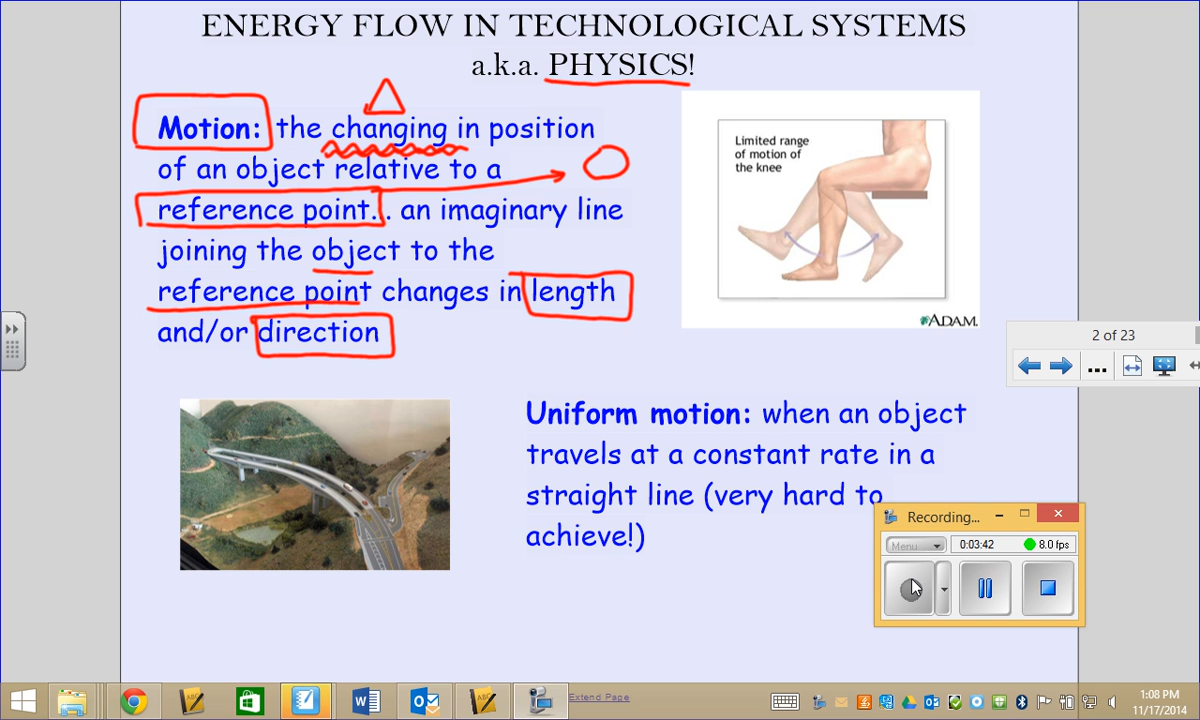 ENERGY FLOW IN TECHNOLOGICAL SYSTEMS
a.k.a. PHYSICS!
Motion: the changing in position
of an object relative to a
reference point... an imaginary line
joining the object to the
reference point changes in length
and/or direction
Limited range
of motion of
the knee
ADAM.
2 of 23
Uniform motion: when an object
travels at a constant rate in a
straight line (very hard to
achieve!)
Recording...
Menu
0:03:42
8.0 fps
Extend Page
1:08 PM
11/17/2014